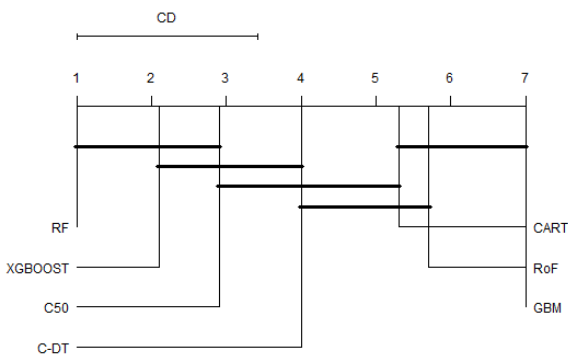 CD
1 2 3 4 5 6 7
RF CART
XGBOOST RoF
C50 GBM
C-DT